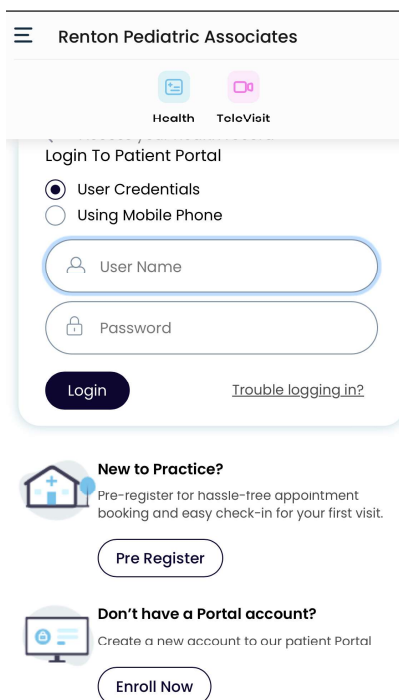 Renton Pediatric Associates
Health TeleVisit
Login To Patient Portal
User Credentials
Using Mobile Phone
User Name
Password
Login Trouble logging in?
New to Practice?
Pre-register for hassle-free appointment
booking and easy check-in for your first visit.
Pre Register
Don't have a Portal account?
Create a new account to our patient Portal
Enroll Now